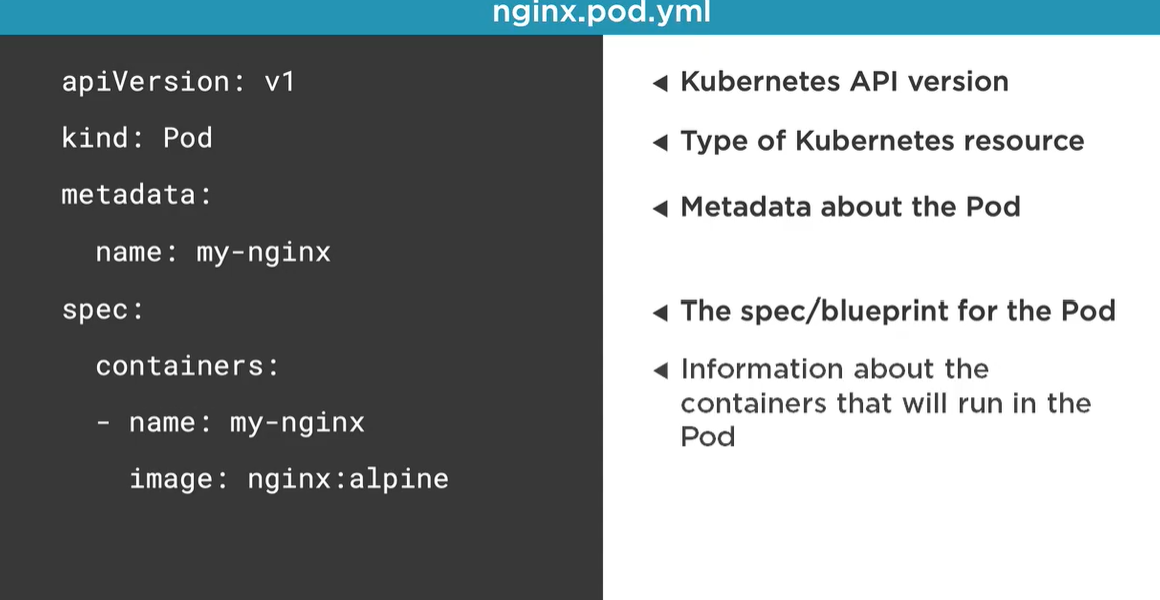 nginx.pod.yml
apiVersion: v1
kind: Pod
metadata:
name: my-nginx
spec:
containers:
- name: my-nginx
image: nginx:alpine
◀ Kubernetes API version
◀ Type of Kubernetes resource
◀ Metadata about the Pod
◀ The spec/blueprint for the Pod
◀ Information about the
containers that will run in the
Pod